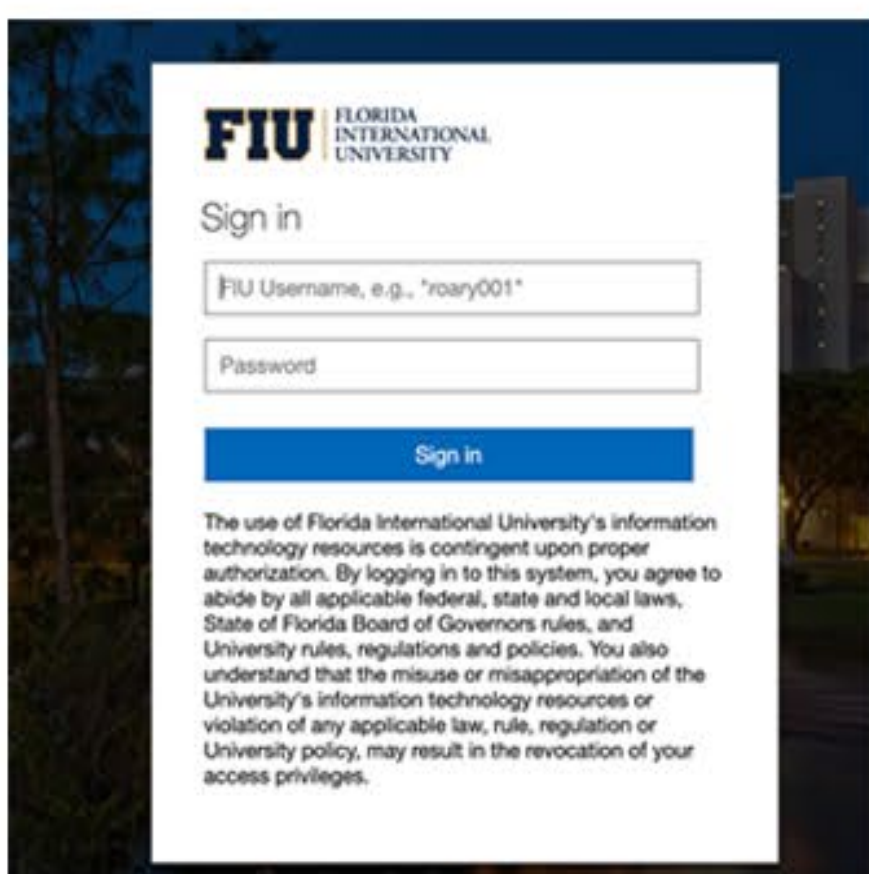 FIU
FLORIDA
INTERNATIONAL
UNIVERSITY
Sign in
FIU Username, e.g., "roary001"
Password
Sign in
The use of Florida International University's information
technology resources is contingent upon proper
authorization. By logging in to this system, you agree to
abide by all applicable federal, state and local laws,
State of Florida Board of Governors rules, and
University rules, regulations and policies. You also
understand that the misuse or misappropriation of the
University's information technology resources or
violation of any applicable law, rule, regulation or
University policy, may result in the revocation of your
access privileges.